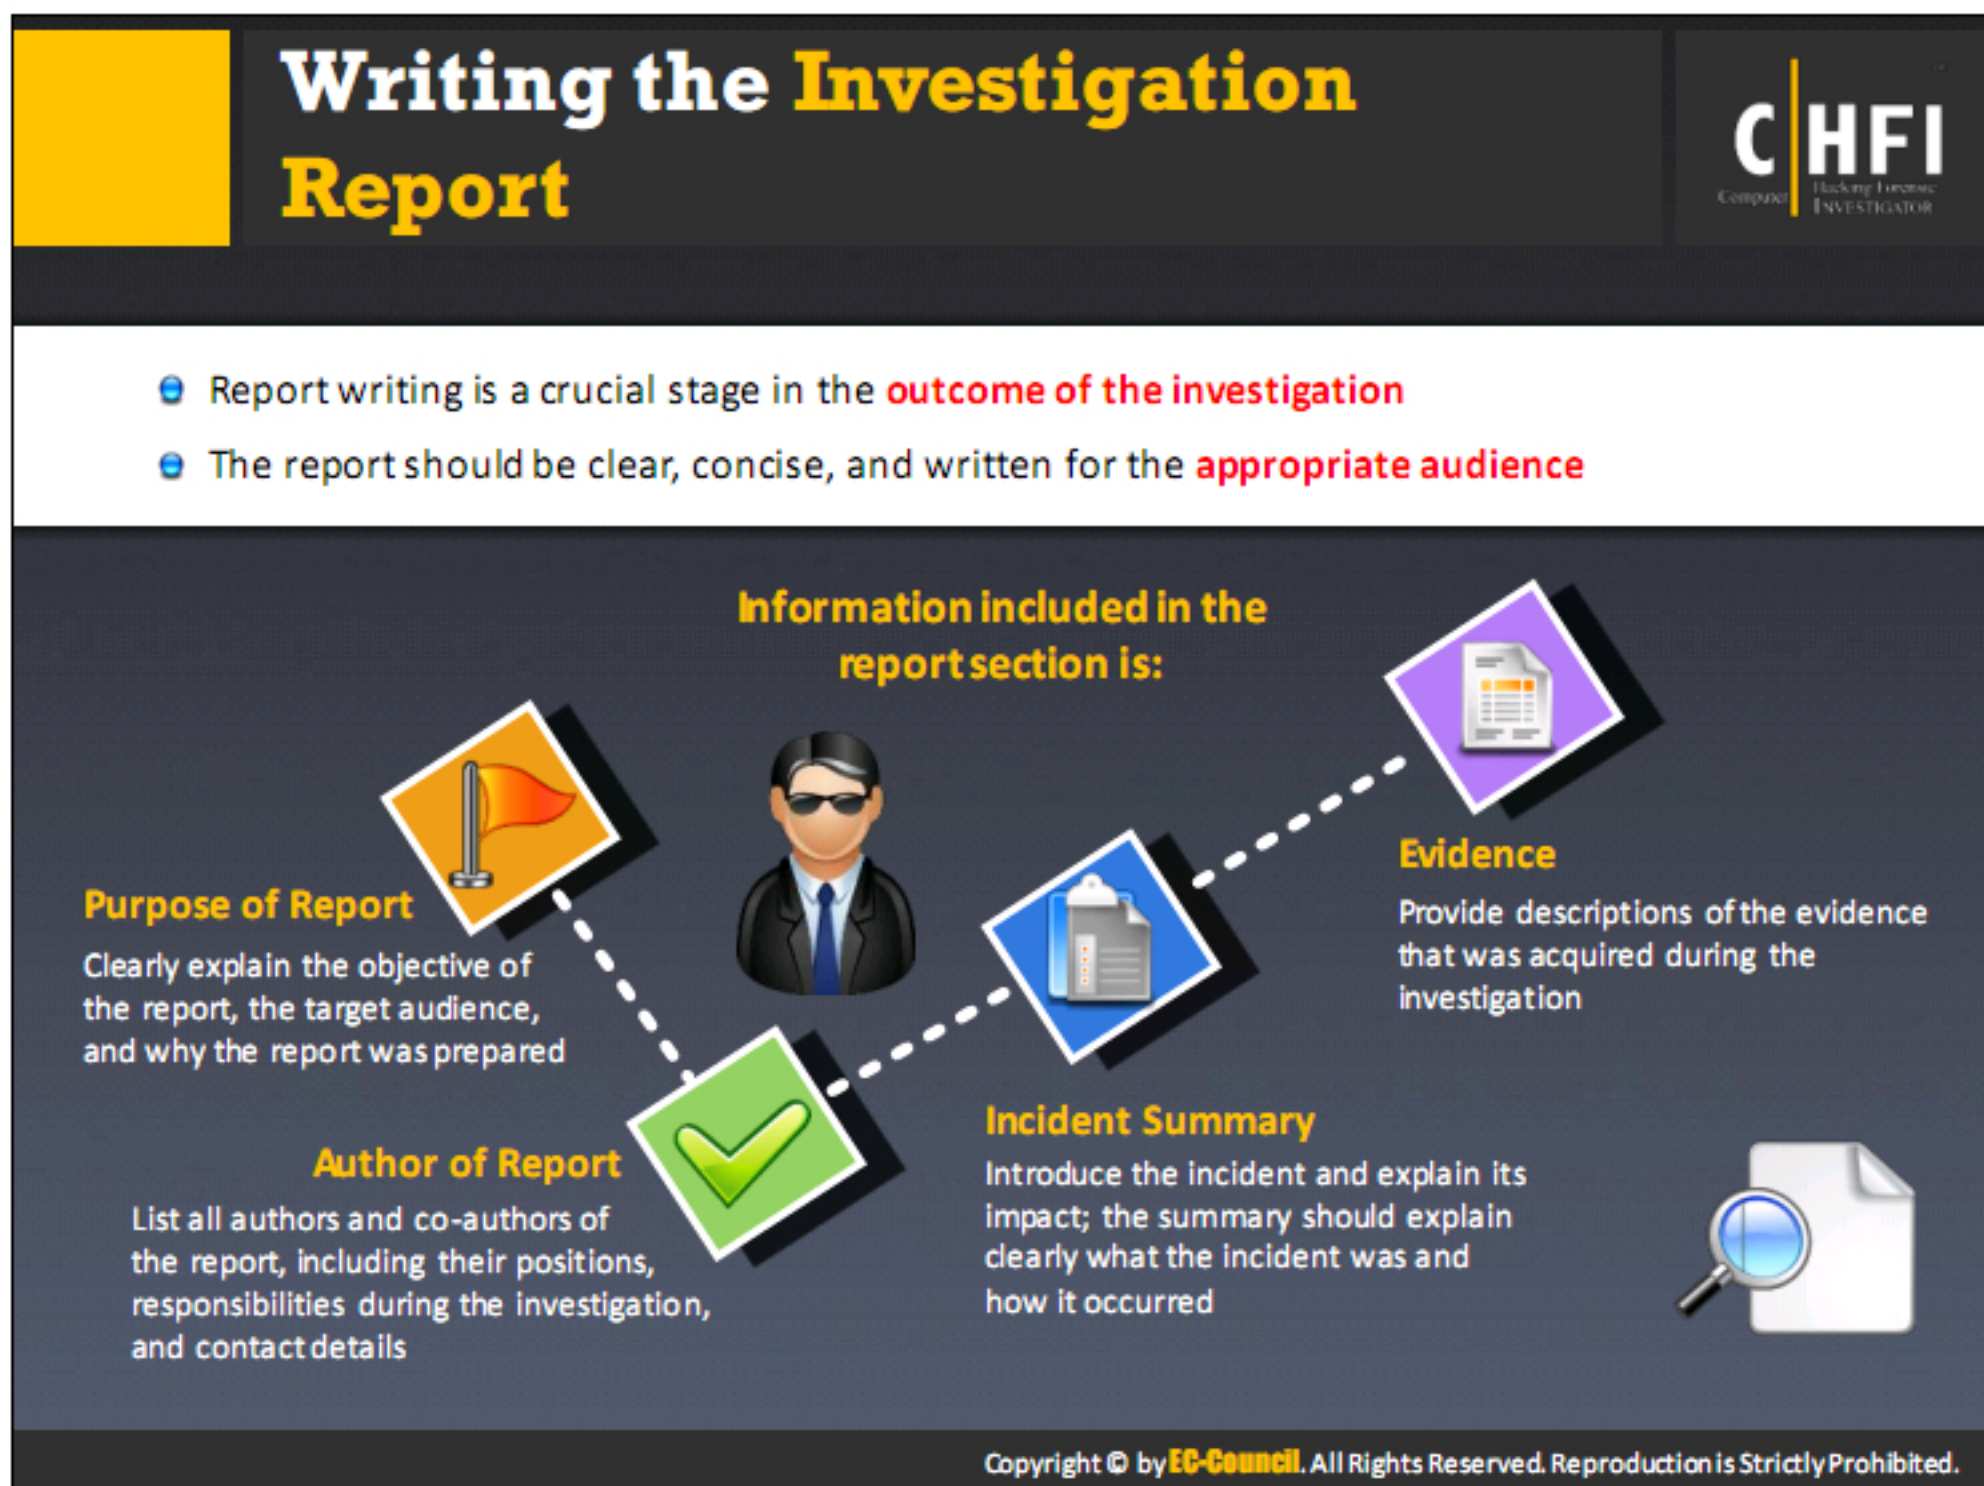 Writing the Investigation
Report
C HFI
Computer
Hacking Forensic
INVESTIGATOR
Report writing is a crucial stage in the outcome of the investigation
The report should be clear, concise, and written for the appropriate audience
Information included in the
report section is:
Purpose of Report
Clearly explain the objective of
the report, the target audience,
and why the report was prepared
Author of Report
List all authors and co-authors of
the report, including their positions,
responsibilities during the investigation,
and contact details
Incident Summary
Introduce the incident and explain its
impact; the summary should explain
clearly what the incident was and
how it occurred
Evidence
Provide descriptions of the evidence
that was acquired during the
investigation
Copyright © by EC-Council. All Rights Reserved. Reproduction is Strictly Prohibited.